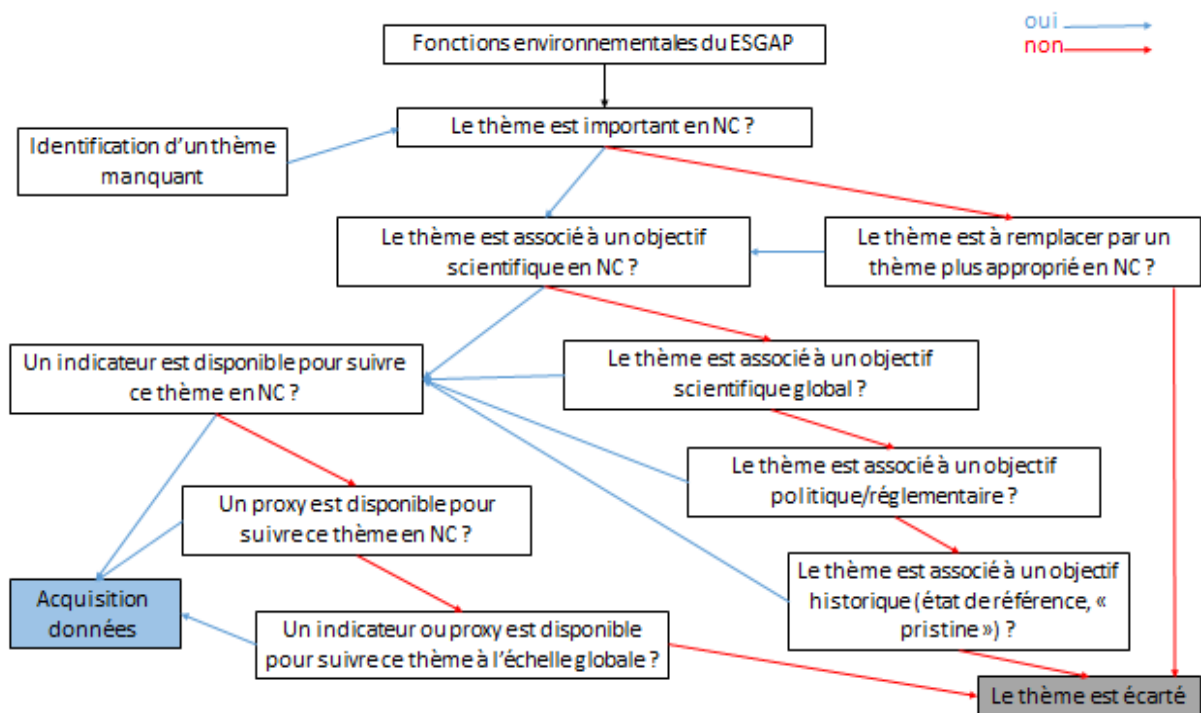 oui
non
Fonctions environnementales du ESGAP
Le thème est important en NC ?
Identification d'un thème
manquant
Le thème est associé à un objectif
scientifique en NC ?
Le thème est à remplacer par un
thème plus approprié en NC ?
Un indicateur est disponible pour suivre
ce thème en NC ?
Le thème est associé à un objectif
scientifique global ?
Le thème est associé à un objectif
politique/réglementaire ?
Un proxy est disponible pour
suivre ce thème en NC ?
Le thème est associé à un objectif
historique (état de référence, «
pristine ») ?
Acquisition
données
Un indicateur ou proxy est disponible
pour suivre ce thème à l'échelle globale ?
Le thème est écarté